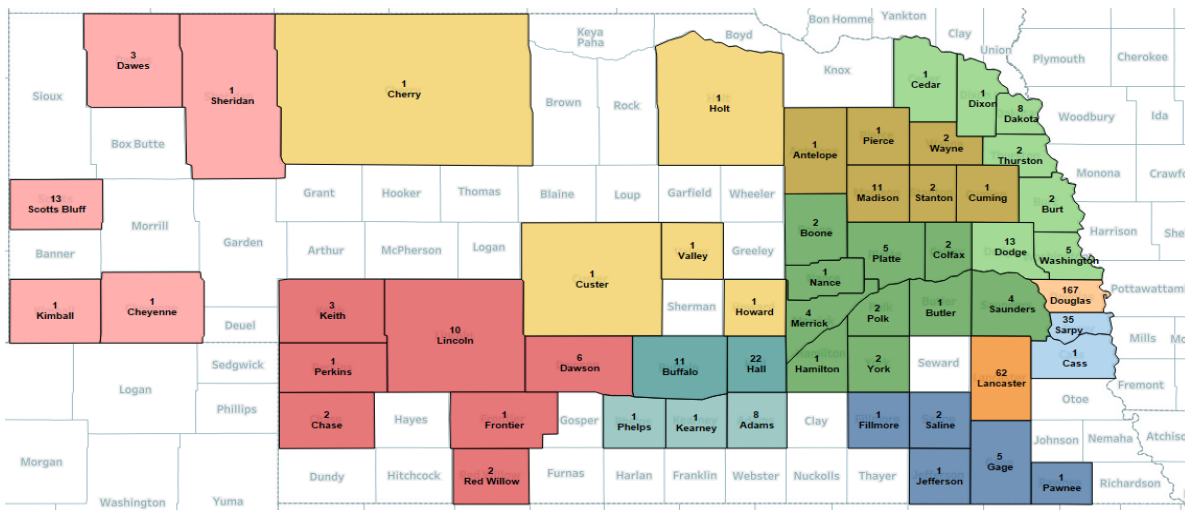 Bon Homme
Yankton
Clay
Union
Keya
Paha
Boyd
Knox
Plymouth
Cherokee
3
Dawes
1
Sheridan
1
Cherry
Sioux
Brown
Rock
1
Holt
1
Cedar
1
Dixon
8
Dakota
Woodbury
Ida
Box Butte
1
Antelope
1
Pierce
2
Wayne
2
Thurston
Monona
Crawf
13
Scotts Bluff
Morrill
Garden
Grant
Hooker
Thomas
Blaine
Loup
Garfield
Wheeler
11
Madison
2
Stanton
1
Cuming
2
Burt
Banner
Arthur
McPherson
Logan
1
Custer
1
Valley
Greeley
2
Boone
5
Platte
2
Colfax
13
Dodge
5
Washington
Harrison
She
1
Kimball
1
Cheyenne
Deuel
3
Keith
10
Lincoln
Sherman
1
Howard
1
Nance
4
Merrick
2
Polk
1
Butler
4
Saunders
167
Douglas
Pottawattami
35
Sarpy
Mills
Mo
Logan
Sedgwick
1
Perkins
6
Dawson
11
Buffalo
22
Hall
1
Hamilton
2
York
Seward
62
Lancaster
1
Cass
Fremont
Phillips
2
Chase
Hayes
1
Frontier
Gosper
1
Phelps
1
Kearney
8
Adams
Clay
1
Fillmore
2
Saline
Otoe
Morgan
Washington
Yuma
Dundy
Hitchcock
2
Red Willow
Furnas
Harlan
Franklin
Webster
Nuckolls
Thayer
1
Jefferson
5
Gage
Johnson
Nemaha
Atchiso
1
Pawnee
Richardson